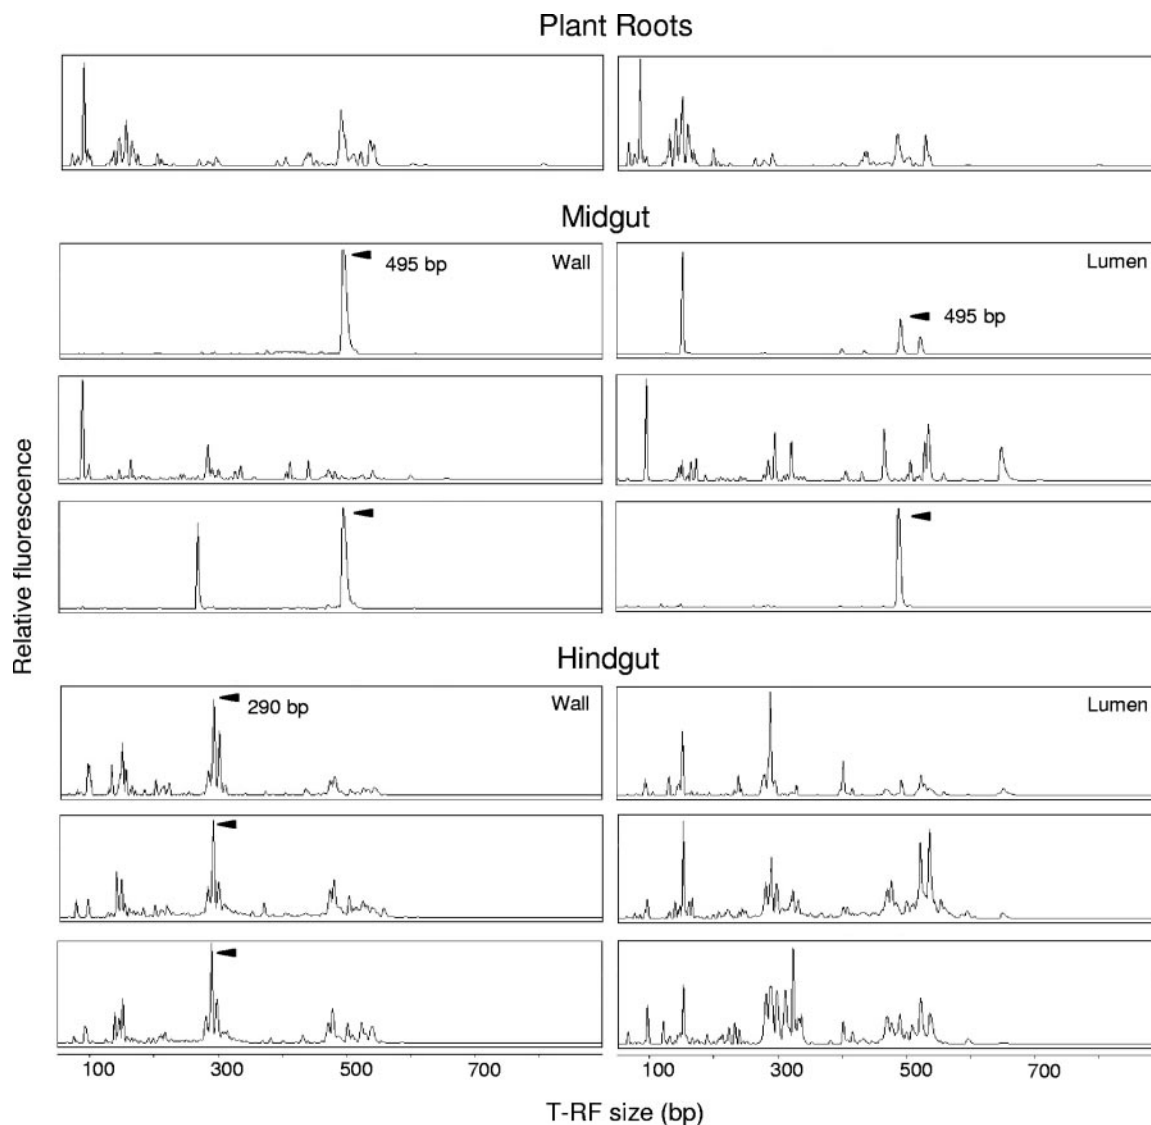 Plant Roots
Midgut
495 bp
Wall
Lumen
495 bp
Relative fluorescence
Hindgut
290 bp
Wall
Lumen
100 300 500 700 100 300 500 700
T-RF size (bp)